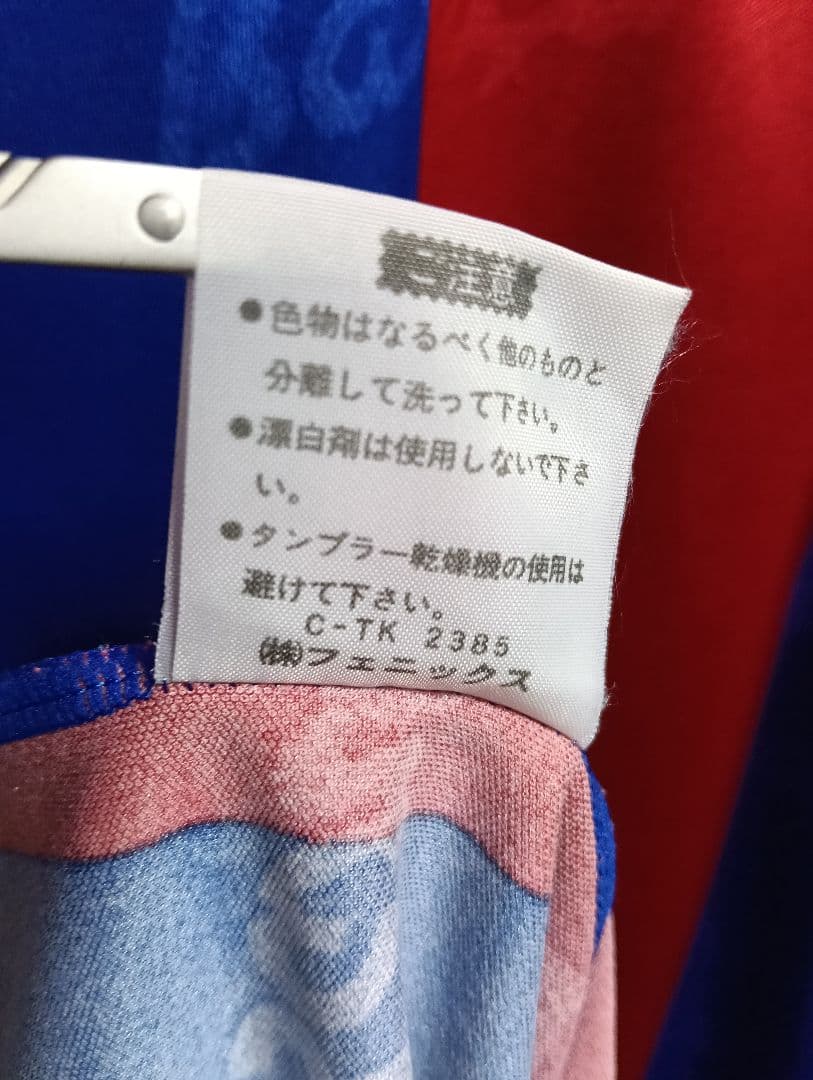 ご注意
●色物はなるべく他のものと
分離して洗って下さい。
●漂白剤は使用しないで下さ
い。
●タンブラー乾燥機の使用は
避けて下さい。
C-TK 2385
(株)フェニックス